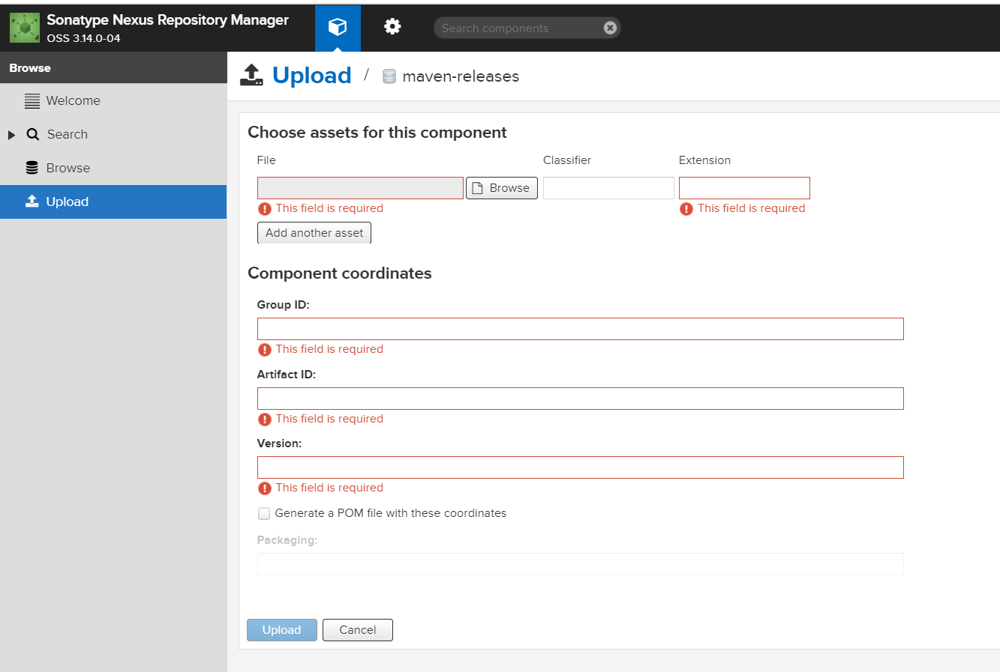 Sonatype Nexus Repository Manager
OSS 3.14.0-04
Search components
Browse
Welcome
Search
Browse
Upload
Upload / maven-releases
Choose assets for this component
File Classifier Extension
Browse
This field is required This field is required
Add another asset
Component coordinates
Group ID:
This field is required
Artifact ID:
This field is required
Version:
This field is required
Generate a POM file with these coordinates
Packaging:
Upload Cancel